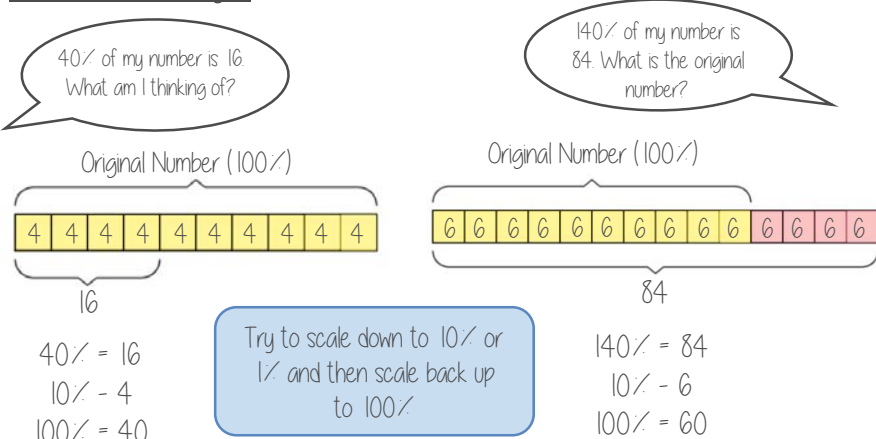 40% of my number is 16.
What am I thinking of?
140% of my number is
84. What is the original
number?
Original Number (100%)
4 4 4 4 4 4 4 4 4 4
16
40% = 16
10% - 4
100% = 40
Original Number (100%)
6 6 6 6 6 6 6 6 6 6 6 6 6 6
84
140% = 84
10% - 6
100% = 60
Try to scale down to 10% or
1% and then scale back up
to 100%